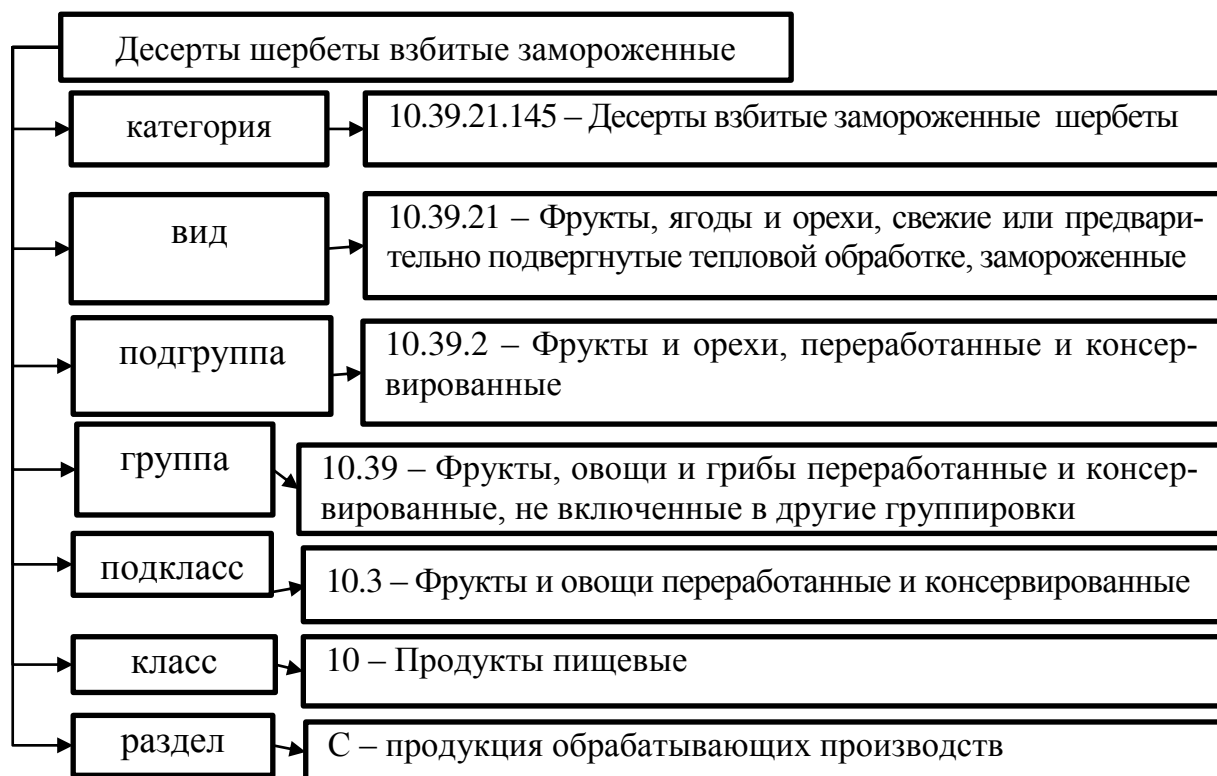 Десерты шербеты взбитые замороженные
категория
10.39.21.145 – Десерты взбитые замороженные шербеты
вид
10.39.21 – Фрукты, ягоды и орехи, свежие или предвари-
тельно подвергнутые тепловой обработке, замороженные
подгруппа
10.39.2 – Фрукты и орехи, переработанные и консер-
вированные
группа
10.39 – Фрукты, овощи и грибы переработанные и консер-
вированные, не включенные в другие группировки
подкласс
10.3 – Фрукты и овощи переработанные и консервированные
класс
10 – Продукты пищевые
раздел
С – продукция обрабатывающих производств